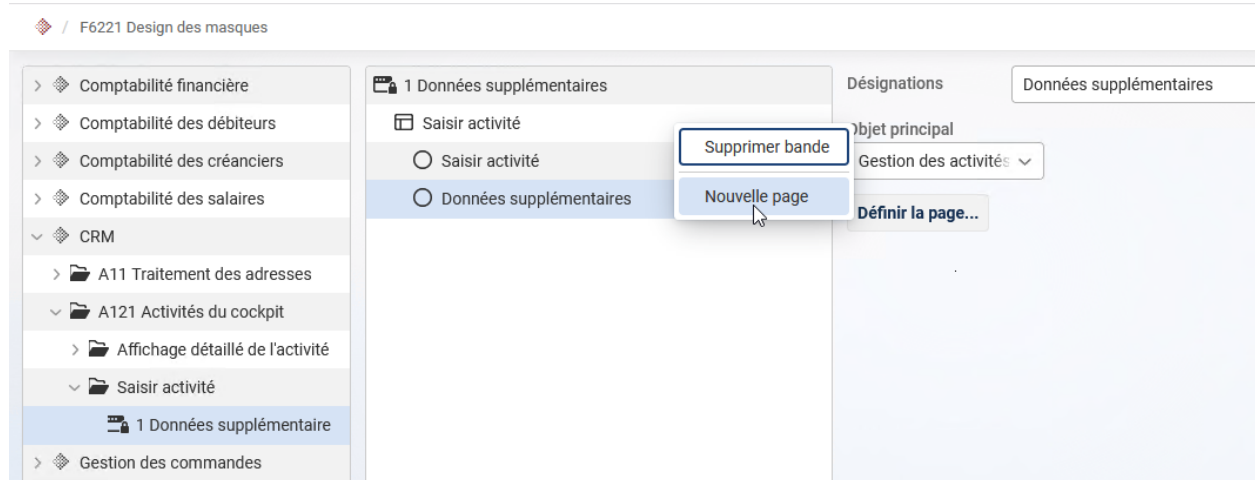 / F6221 Design des masques
Comptabilité financière
Comptabilité des débiteurs
Comptabilité des créanciers
Comptabilité des salaires
CRM
A11 Traitement des adresses
A121 Activités du cockpit
Affichage détaillé de l'activité
Saisir activité
1 Données supplémentaire
Gestion des commandes
1 Données supplémentaires
Saisir activité
Saisir activité
Données supplémentaires
Supprimer bande
Nouvelle page
Désignations
Données supplémentaires
Objet principal
Gestion des activités
Définir la page...